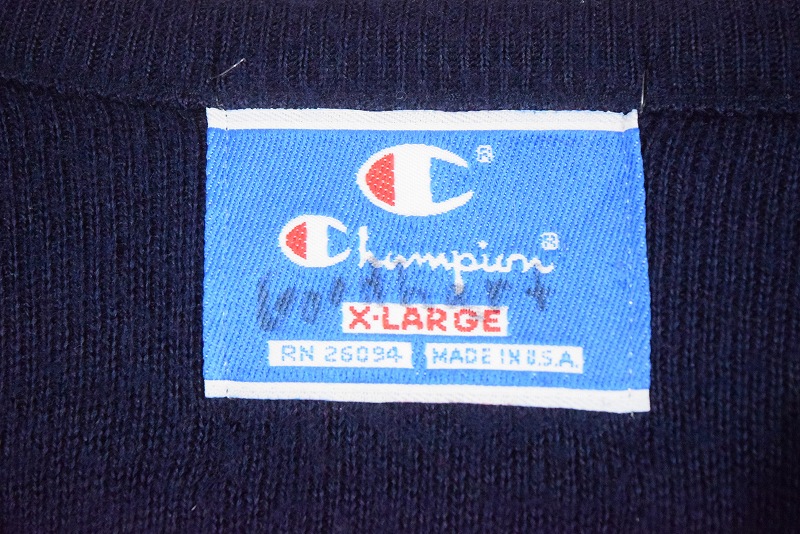 C®
Champion®
X-LARGE
RN 26094 MADE IN U.S.A.